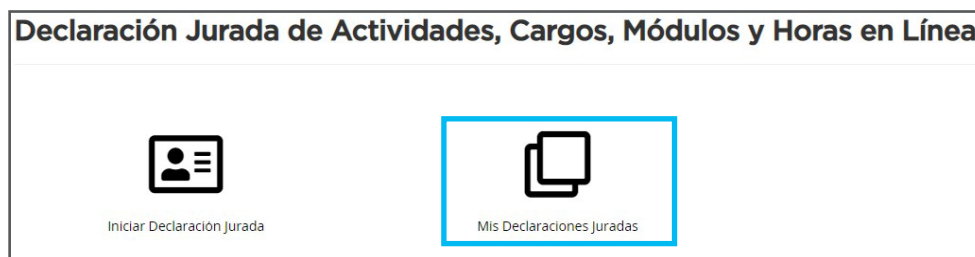 Declaración Jurada de Actividades, Cargos, Módulos y Horas en Línea
Iniciar Declaración Jurada
Mis Declaraciones Juradas